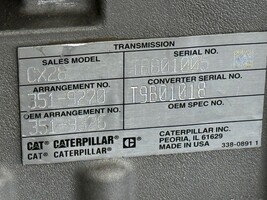 TRANSMISSION
SALES MODEL SERIAL NO.
CX28
ARRANGEMENT NO. CONVERTER SERIAL NO.
T9B01018
OEM ARRANGEMENT NO. OEM SPEC NO.
CAT CATERPILLAR CATERPILLAR INC.
CAT CATERPILLAR PEORIA, IL 61629
MADE IN USA 338-0891 1